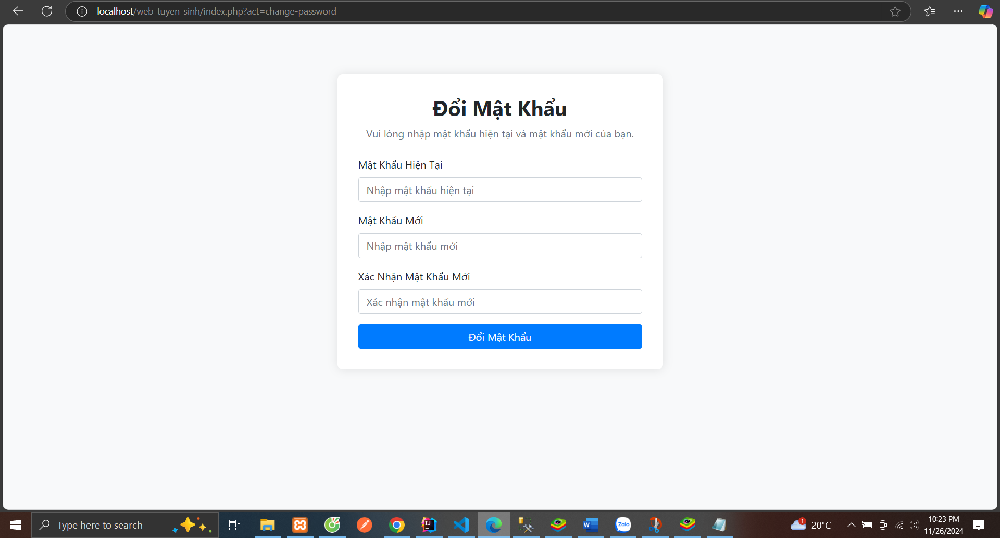 localhost/web_tuyen_sinh/index.php?act=change-password
Đổi Mật Khẩu
Vui lòng nhập mật khẩu hiện tại và mật khẩu mới của bạn.
Mật Khẩu Hiện Tại
Nhập mật khẩu hiện tại
Mật Khẩu Mới
Nhập mật khẩu mới
Xác Nhận Mật Khẩu Mới
Xác nhận mật khẩu mới
Đổi Mật Khẩu
Type here to search
IJ
W
Zalo
1
20°C
10:23 PM
11/26/2024